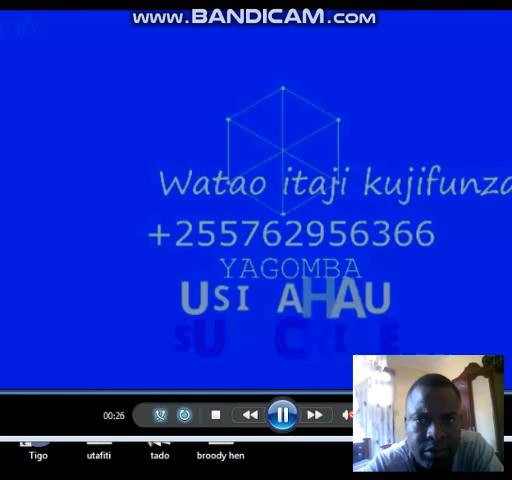 www.BANDICAM.com
Watao itaji kujifunza
+255762956366
YAGOMBA
USI AHAU
00:26
Tigo utafiti tado broody hen